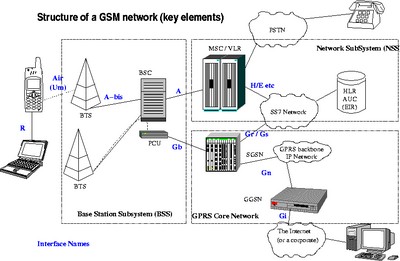 Structure of a GSM network (key elements)
PSTN
MSC / VLR
Network SubSystem (NSS
BSC
Air
(Um)
A-bis
A
H/E etc
BTS
HLR
AUC
(EIR)
SS7 Network
R
Gr / Gs
PCU
Gb
SGSN
GPRS backbone
IP Network
BTS
Gn
GGSN
Base Station Subsystem (BSS)
GPRS Core Network
Gi
The Internet
(or a corporate)
Interface Names